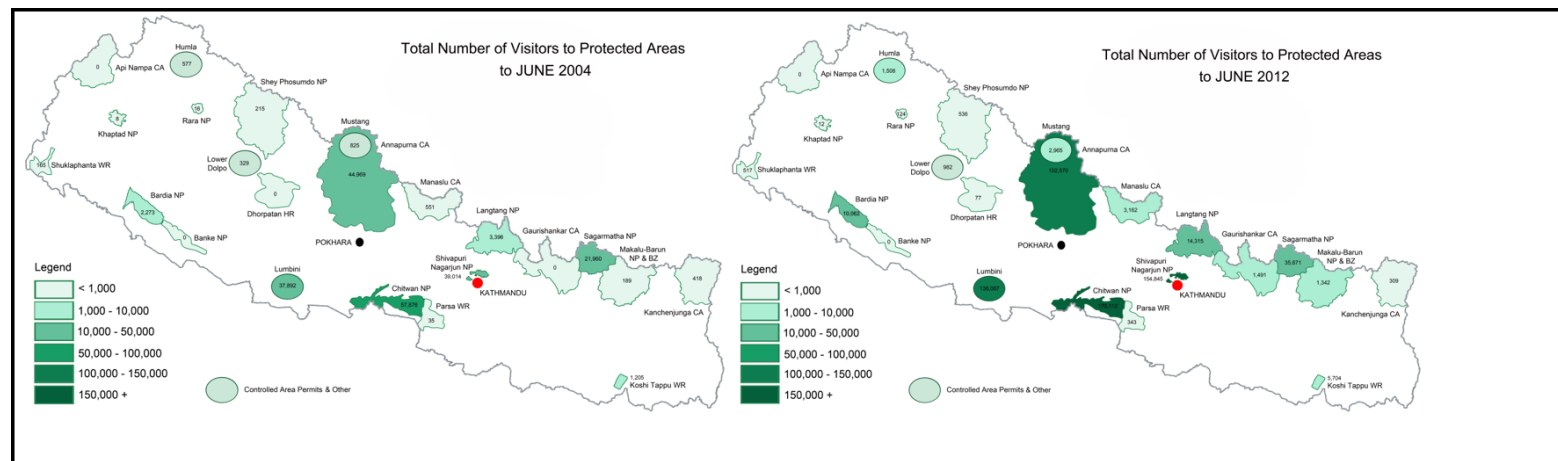 Total Number of Visitors to Protected Areas
to JUNE 2004
Humla
577
0
Api Nampa CA
Shey Phosumdo NP
215
16
Rara NP
8
Khaptad NP
Mustang
825
Annapurna CA
44,969
165
Shuklaphanta WR
Lower
Dolpo
329
0
Dhorpatan HR
Manaslu CA
551
Bardia NP
2,273
0
Banke NP
POKHARA
Langtang NP
3,396
Gaurishankar CA
0
Sagarmatha NP
21,960
Makalu-Barun
NP & BZ
189
418
Kanchenjunga CA
Shivapuri
Nagarjun NP
39,014
KATHMANDU
Lumbini
37,892
Chitwan NP
Parsa WR
35
1,205
Koshi Tappu WR
Legend
< 1,000
1,000 - 10,000
10,000 - 50,000
50,000 - 100,000
100,000 - 150,000
150,000 +
Controlled Area Permits & Other
Total Number of Visitors to Protected Areas
to JUNE 2012
Humla
1,508
0
Api Nampa CA
Shey Phosumdo NP
536
124
Rara NP
12
Khaptad NP
Mustang
2,965
Annapurna CA
517
Shuklaphanta WR
Lower
Dolpo
982
77
Dhorpatan HR
Manaslu CA
3,162
Bardia NP
10,062
0
Banke NP
POKHARA
Langtang NP
14,315
Gaurishankar CA
1,491
Sagarmatha NP
35,671
Makalu-Barun
NP & BZ
1,342
309
Kanchenjunga CA
Shivapuri
Nagarjun NP
154,845
KATHMANDU
Lumbini
Chitwan NP
Parsa WR
343
5,704
Koshi Tappu WR
Legend
< 1,000
1,000 - 10,000
10,000 - 50,000
50,000 - 100,000
100,000 - 150,000
150,000 +
Controlled Area Permits & Other